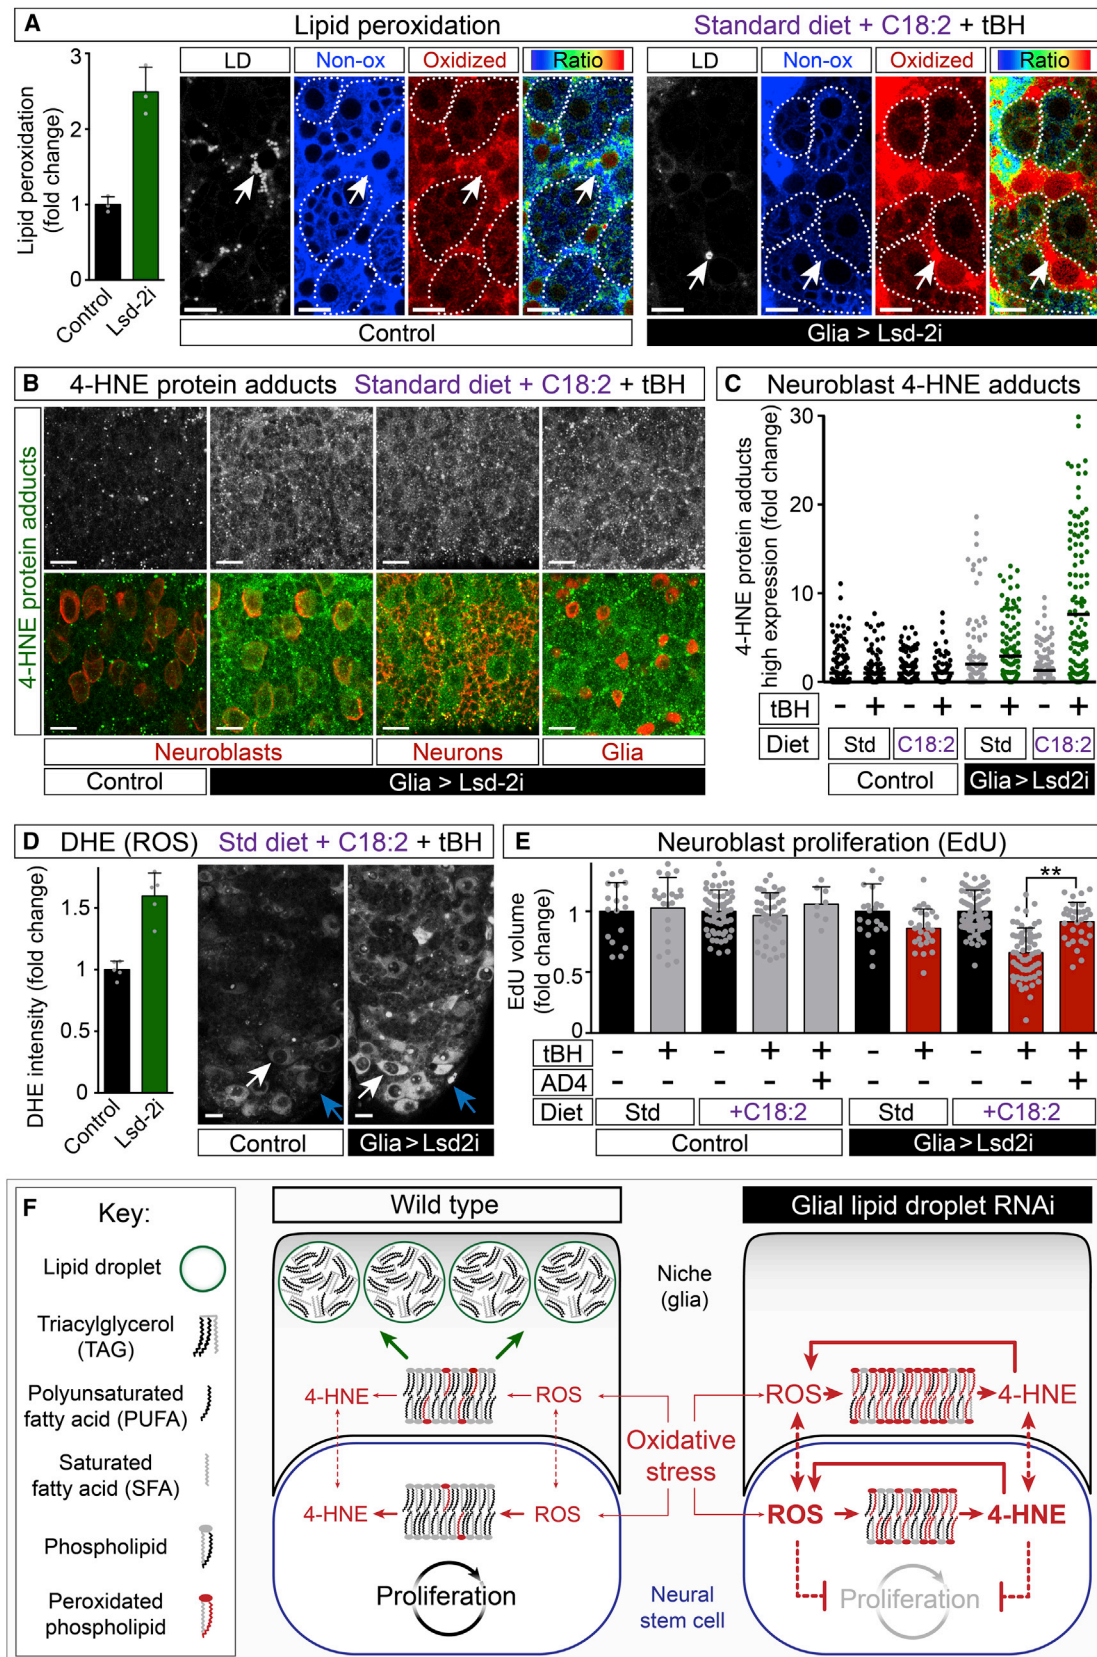 A Lipid peroxidation Standard diet + C18:2 + tBH
LD Non-ox Oxidized Ratio LD Non-ox Oxidized Ratio
Lipid peroxidation
(fold change)
3
2
1
0
Control Lsd-2i
Control Glia > Lsd-2i
B 4-HNE protein adducts Standard diet + C18:2 + tBH
4-HNE protein adducts
Neuroblasts Neurons Glia
Control Glia > Lsd-2i
C Neuroblast 4-HNE adducts
4-HNE protein adducts
high expression (fold change)
30
20
10
0
tBH - + - + - + - +
Diet Std C18:2 Std C18:2
Control Glia > Lsd2i
D DHE (ROS) Std diet + C18:2 + tBH
DHE intensity (fold change)
1.5
1
0.5
0
Control Lsd-2i
Control Glia > Lsd2i
E Neuroblast proliferation (EdU)
EdU volume
(fold change)
1
0.5
0
**
tBH - + - + + - + - + +
AD4 - - - - + - - - - +
Diet Std +C18:2 Std +C18:2
Control Glia > Lsd2i
F Key:
Lipid droplet
Triacylglycerol
(TAG)
Polyunsaturated
fatty acid (PUFA)
Saturated
fatty acid (SFA)
Phospholipid
Peroxidated
phospholipid
Wild type
Glial lipid droplet RNAi
Niche
(glia)
4-HNE ROS
ROS 4-HNE
Oxidative
stress
4-HNE ROS
ROS 4-HNE
Proliferation
Neural
stem cell
Proliferation